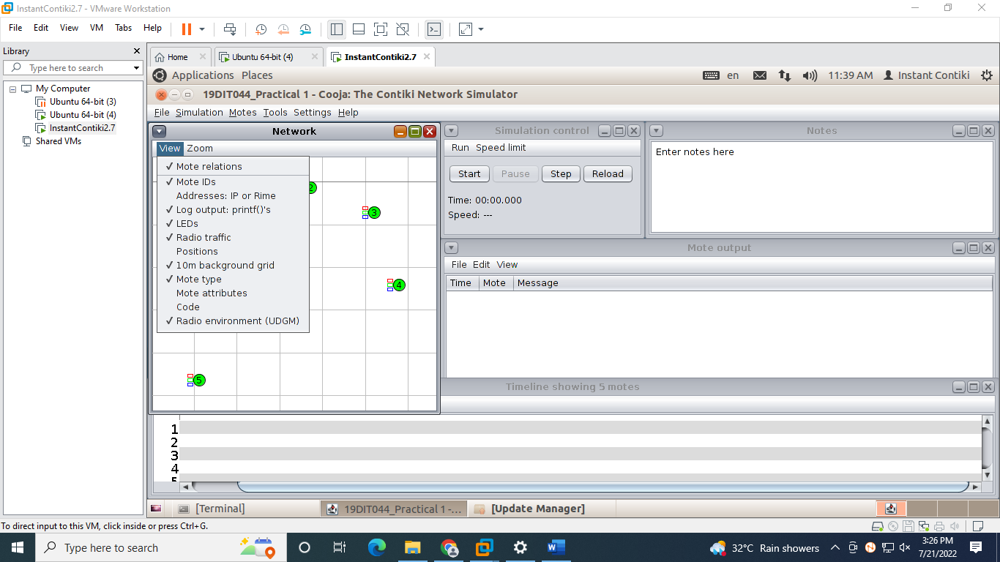 InstantContiki2.7 - VMware Workstation
File Edit View VM Tabs Help
Library
Type here to search
My Computer
Ubuntu 64-bit (3)
Ubuntu 64-bit (4)
InstantContiki2.7
Shared VMs
Home
Ubuntu 64-bit (4)
InstantContiki2.7
Applications Places
en
11:39 AM
Instant Contiki
19DIT044_Practical 1 - Cooja: The Contiki Network Simulator
File Simulation Motes Tools Settings Help
Network
View Zoom
Mote relations
Mote IDs
Addresses: IP or Rime
Log output: printf()'s
LEDs
Radio traffic
Positions
10m background grid
Mote type
Mote attributes
Code
Radio environment (UDGM)
2
3
4
5
Simulation control
Run Speed limit
Start Pause Step Reload
Time: 00:00.000
Speed: ---
Notes
Enter notes here
Mote output
File Edit View
Time Mote Message
Timeline showing 5 motes
1
2
3
4
5
[Terminal]
19DIT044_Practical 1 -...
[Update Manager]
To direct input to this VM, click inside or press Ctrl+G.
Type here to search
32°C Rain showers
3:26 PM
7/21/2022